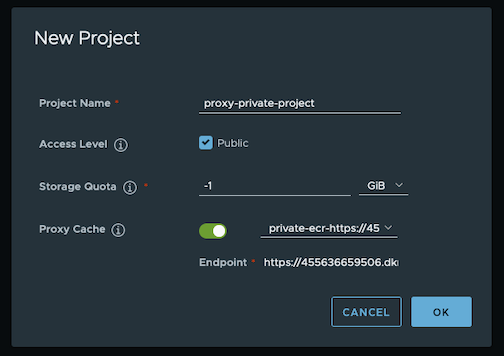 New Project
Project Name * proxy-private-project
Access Level Public
Storage Quota * -1 GiB
Proxy Cache private-ecr-https://45
Endpoint * https://455636659506.dkr
CANCEL OK